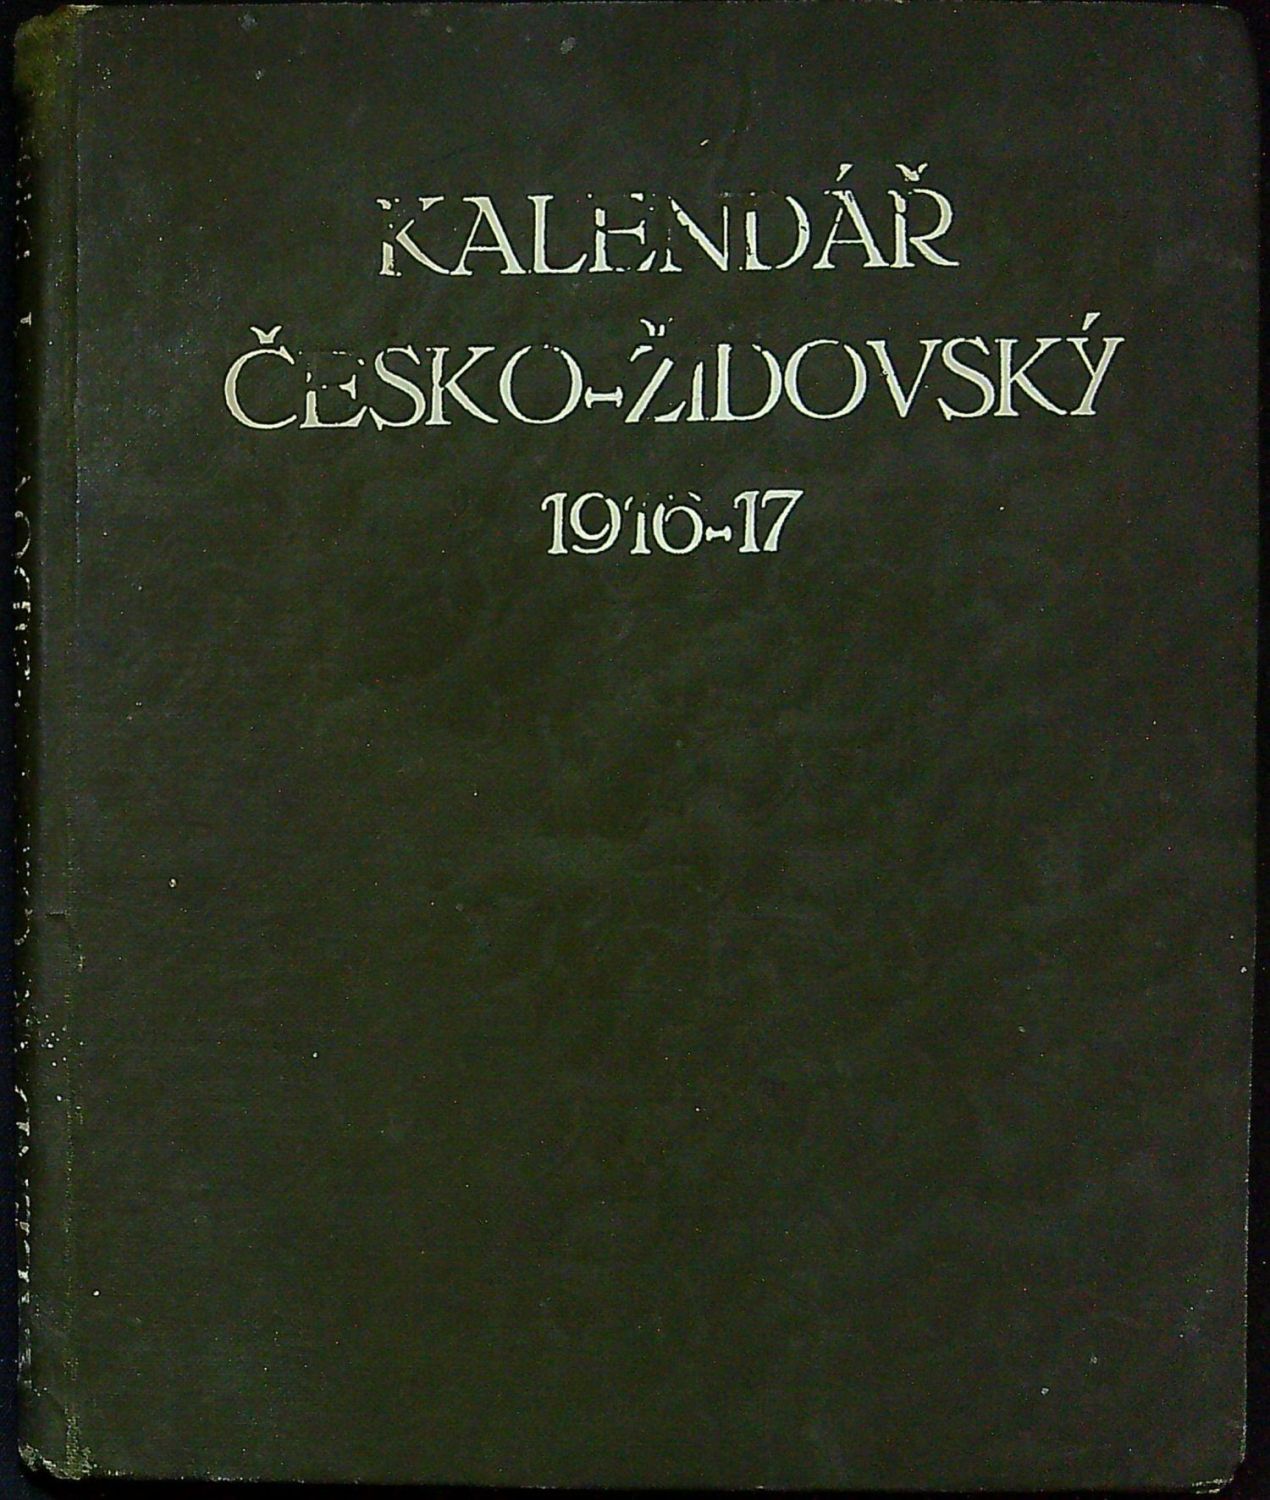 KALENDÁŘ
ČESKO-ŽIDOVSKÝ
1916-17